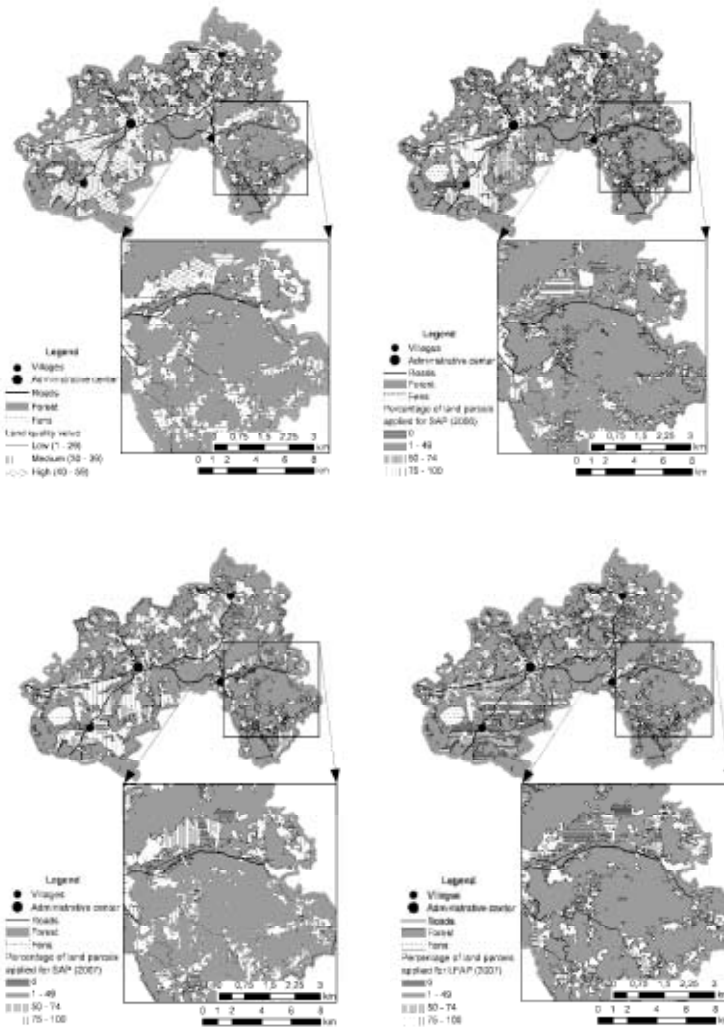 Legend
Villages
Administrative center
Roads
Forest
Fens
Land quality value
Low (1 - 29)
Medium (30 - 39)
High (40 - 59)
0 0,75 1,5 2,25 3
km
0 1 2 4 6 8
km
Legend
Villages
Administrative center
Roads
Forest
Fens
Percentage of land parcels
applied for SAP (2006)
0
1 - 49
50 - 74
75 - 100
0 0,75 1,5 2,25 3
km
0 1 2 4 6 8
km
Legend
Villages
Administrative center
Roads
Forest
Fens
Percentage of land parcels
applied for SAP (2007)
0
1 - 49
50 - 74
75 - 100
0 0,75 1,5 2,25 3
km
0 1 2 4 6 8
km
Legend
Villages
Administrative center
Roads
Forest
Fens
Percentage of land parcels
applied for LFAP (2007)
0
1 - 49
50 - 74
75 - 100
0 0,75 1,5 2,25 3
km
0 1 2 4 6 8
km